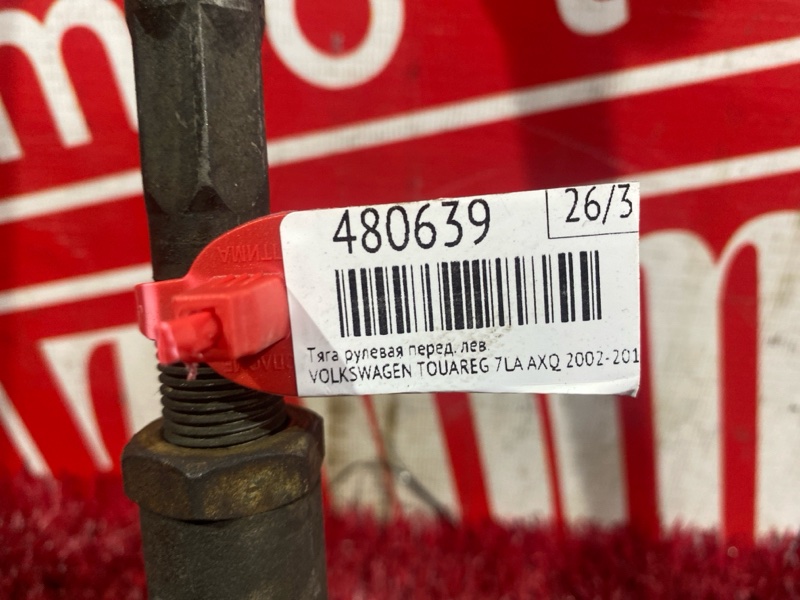 480639
26/3
Тяга рулевая перед. лев
VOLKSWAGEN TOUAREG 7LA AXQ 2002-201